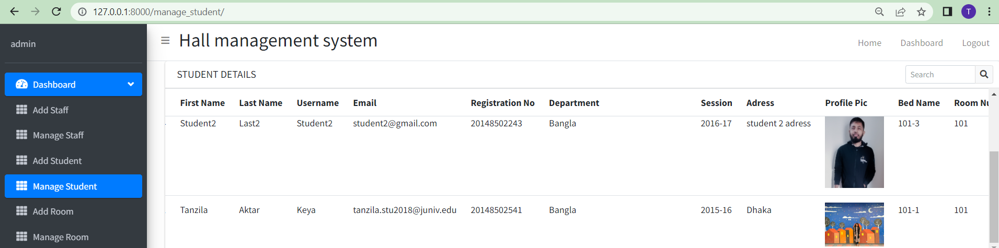 127.0.0.1:8000/manage_student/
T
admin
Hall management system
Home Dashboard Logout
Dashboard
Add Staff
Manage Staff
Add Student
Manage Student
Add Room
Manage Room
STUDENT DETAILS
Search
First Name Last Name Username Email Registration No Department Session Adress Profile Pic Bed Name Room Nu
Student2 Last2 Student2 student2@gmail.com 20148502243 Bangla 2016-17 student 2 adress 101-3 101
Tanzila Aktar Keya tanzila.stu2018@juniv.edu 20148502541 Bangla 2015-16 Dhaka 101-1 101